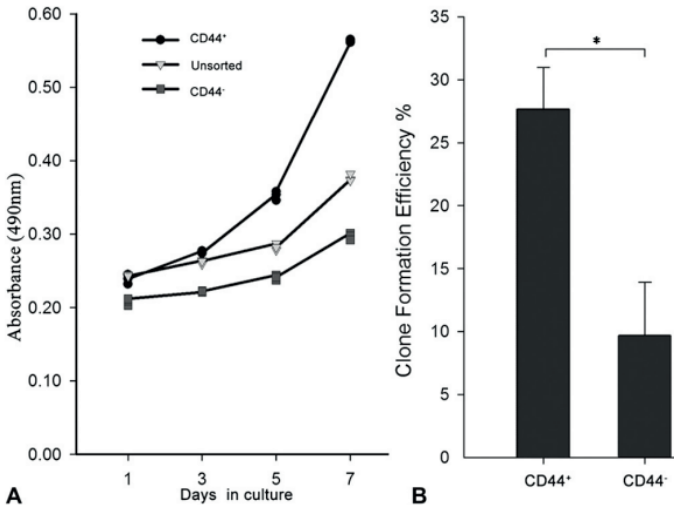 CD44⁺
Unsorted
CD44⁻
Absorbance (490nm)
0.60
0.50
0.40
0.30
0.20
0.10
0.00
1 3 5 7
Days in culture
A
Clone Formation Efficiency %
35
30
25
20
15
10
5
0
*
CD44⁺ CD44⁻
B